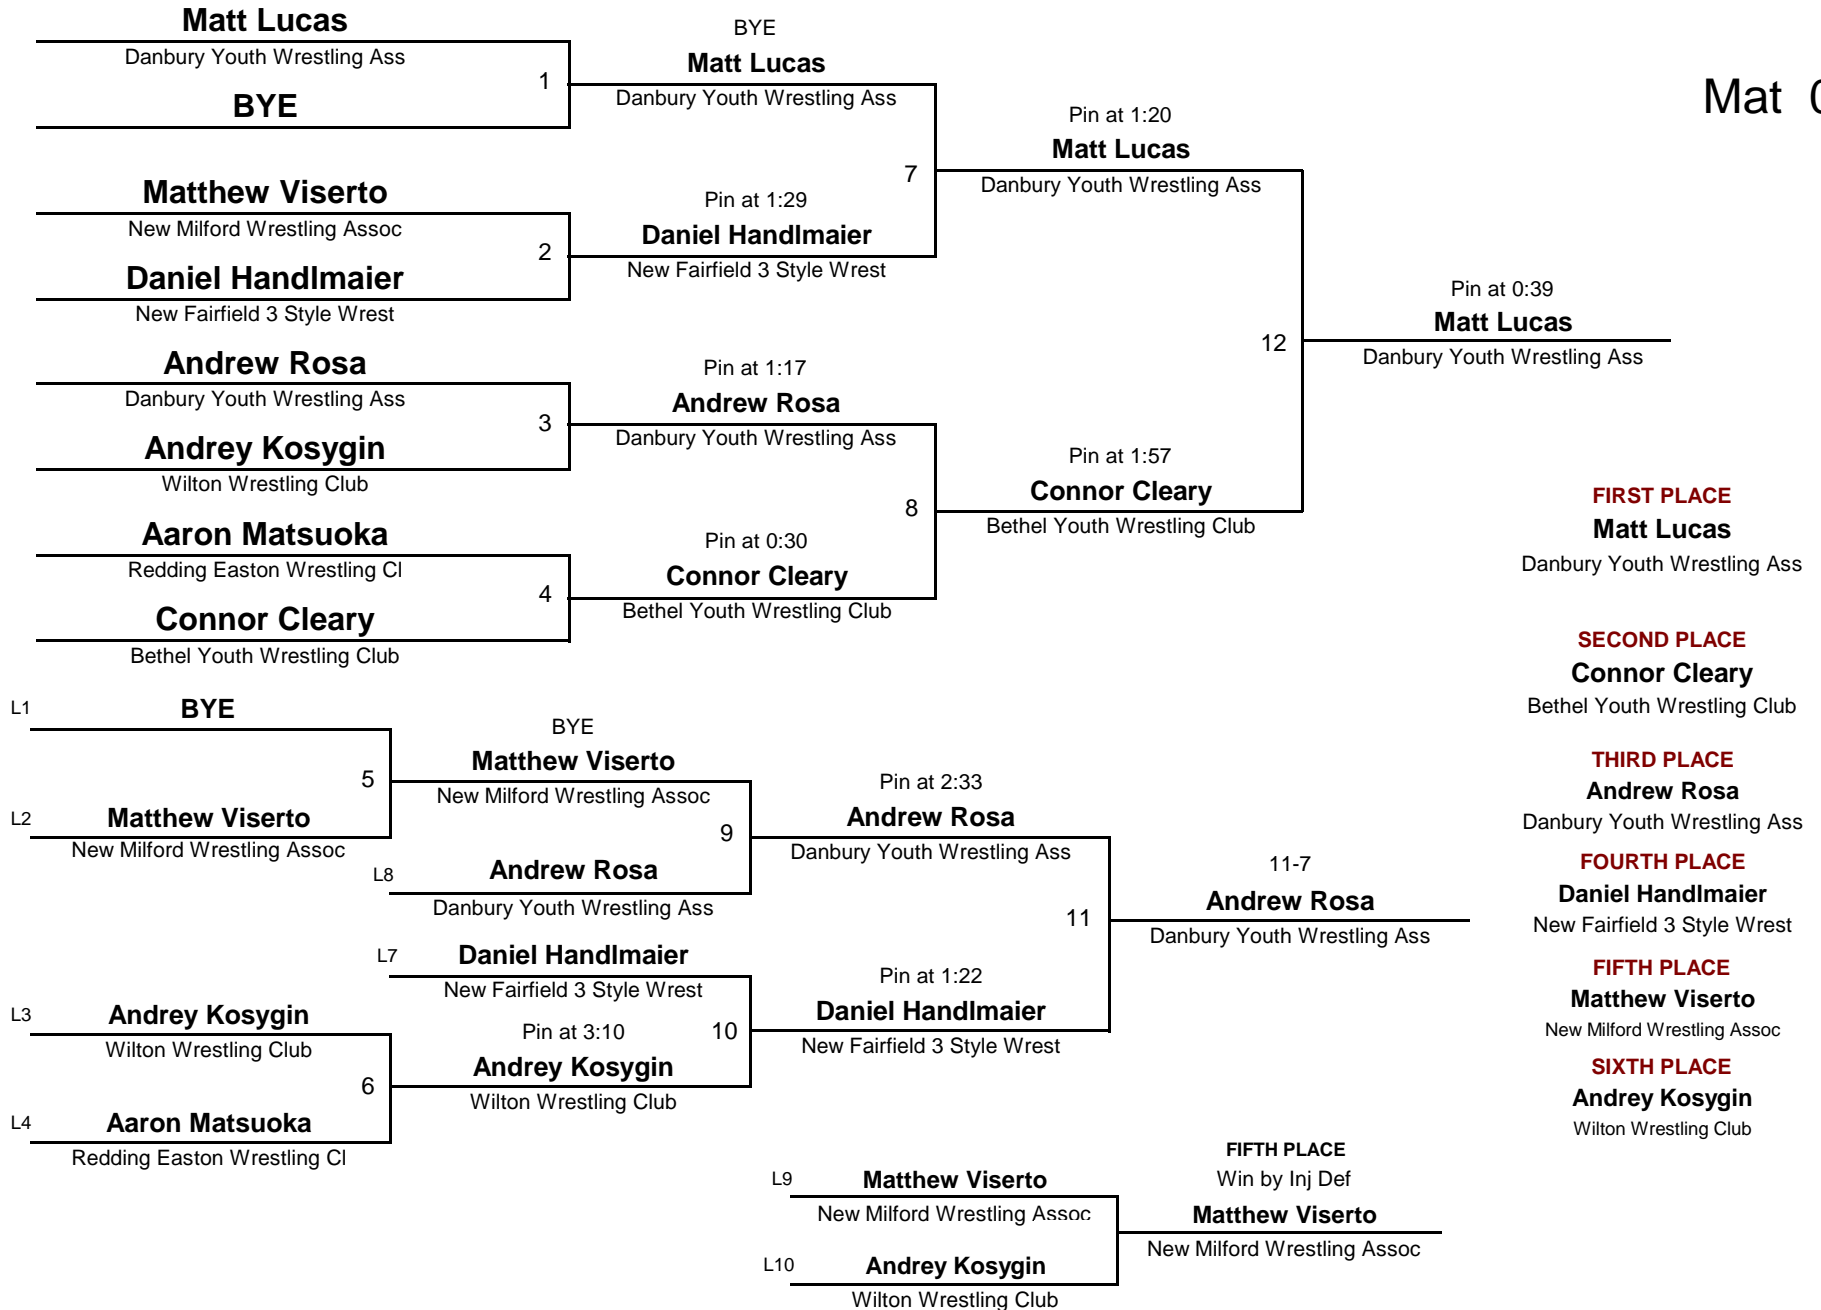 Matt Lucas
Danbury Youth Wrestling Ass
1
BYE
BYE
Matt Lucas
Danbury Youth Wrestling Ass
Mat 0
Matthew Viserto
New Milford Wrestling Assoc
2
Daniel Handlmaier
New Fairfield 3 Style Wrest
Pin at 1:29
Daniel Handlmaier
New Fairfield 3 Style Wrest
7
Pin at 1:20
Matt Lucas
Danbury Youth Wrestling Ass
Andrew Rosa
Danbury Youth Wrestling Ass
3
Andrey Kosygin
Wilton Wrestling Club
Pin at 1:17
Andrew Rosa
Danbury Youth Wrestling Ass
Aaron Matsuoka
Redding Easton Wrestling Cl
4
Connor Cleary
Bethel Youth Wrestling Club
Pin at 0:30
Connor Cleary
Bethel Youth Wrestling Club
8
Pin at 1:57
Connor Cleary
Bethel Youth Wrestling Club
12
Pin at 0:39
Matt Lucas
Danbury Youth Wrestling Ass
FIRST PLACE
Matt Lucas
Danbury Youth Wrestling Ass
SECOND PLACE
Connor Cleary
Bethel Youth Wrestling Club
THIRD PLACE
Andrew Rosa
Danbury Youth Wrestling Ass
FOURTH PLACE
Daniel Handlmaier
New Fairfield 3 Style Wrest
FIFTH PLACE
Matthew Viserto
New Milford Wrestling Assoc
SIXTH PLACE
Andrey Kosygin
Wilton Wrestling Club
L1
BYE
5
L2
Matthew Viserto
New Milford Wrestling Assoc
BYE
Matthew Viserto
New Milford Wrestling Assoc
9
L8
Andrew Rosa
Danbury Youth Wrestling Ass
Pin at 2:33
Andrew Rosa
Danbury Youth Wrestling Ass
L7
Daniel Handlmaier
New Fairfield 3 Style Wrest
L3
Andrey Kosygin
Wilton Wrestling Club
6
L4
Aaron Matsuoka
Redding Easton Wrestling Cl
Pin at 3:10
Andrey Kosygin
Wilton Wrestling Club
10
Pin at 1:22
Daniel Handlmaier
New Fairfield 3 Style Wrest
11
11-7
Andrew Rosa
Danbury Youth Wrestling Ass
L9
Matthew Viserto
New Milford Wrestling Assoc
L10
Andrey Kosygin
Wilton Wrestling Club
FIFTH PLACE
Win by Inj Def
Matthew Viserto
New Milford Wrestling Assoc